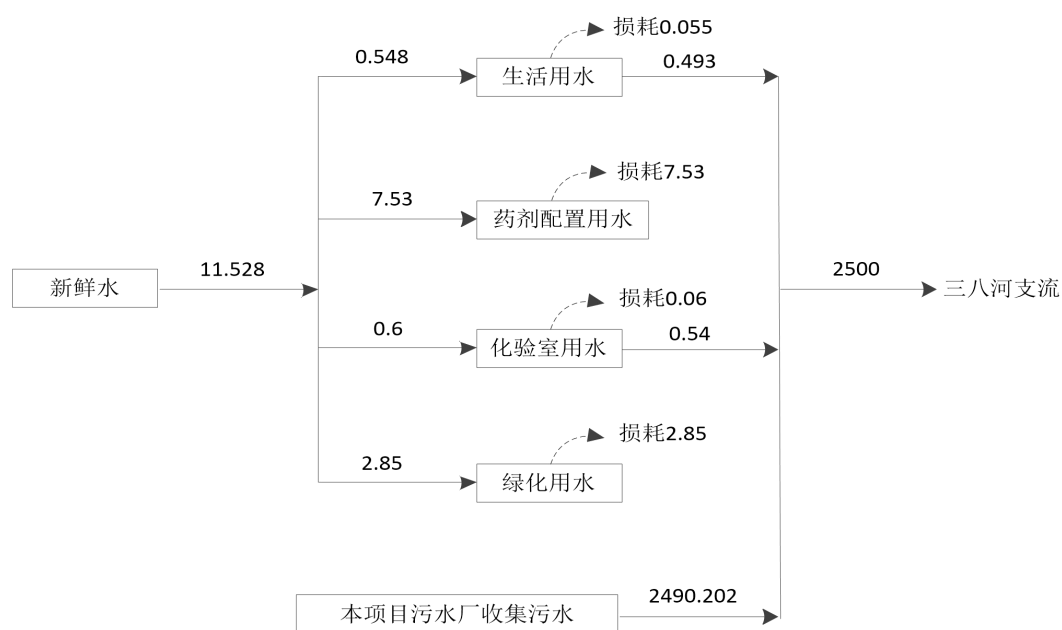 损耗0.055
0.548
生活用水
0.493
损耗7.53
7.53
药剂配置用水
新鲜水
11.528
2500
三八河支流
损耗0.06
0.6
化验室用水
0.54
损耗2.85
2.85
绿化用水
本项目污水厂收集污水
2490.202